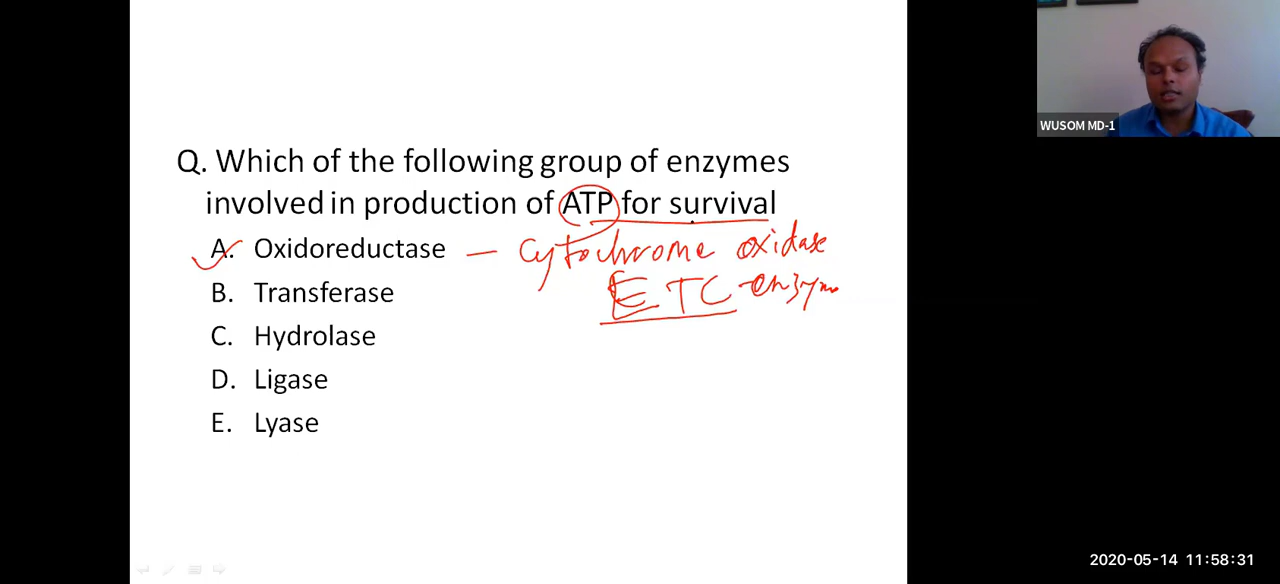 Q. Which of the following group of enzymes
involved in production of ATP for survival
A. Oxidoreductase – Cytochrome oxidase
ETC enzym
B. Transferase
C. Hydrolase
D. Ligase
E. Lyase
WUSOM MD-1
2020-05-14 11:58:31